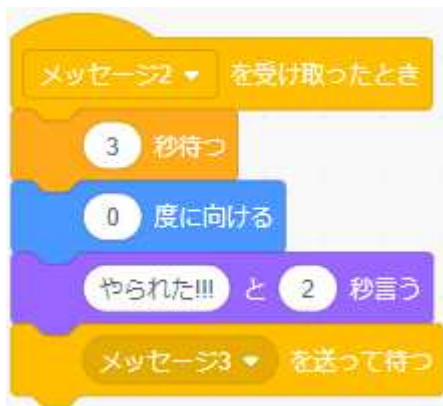 メッセージ2 を受け取ったとき
3 秒待つ
0 度に向ける
やられた!!! と 2 秒言う
メッセージ3 を送って待つ